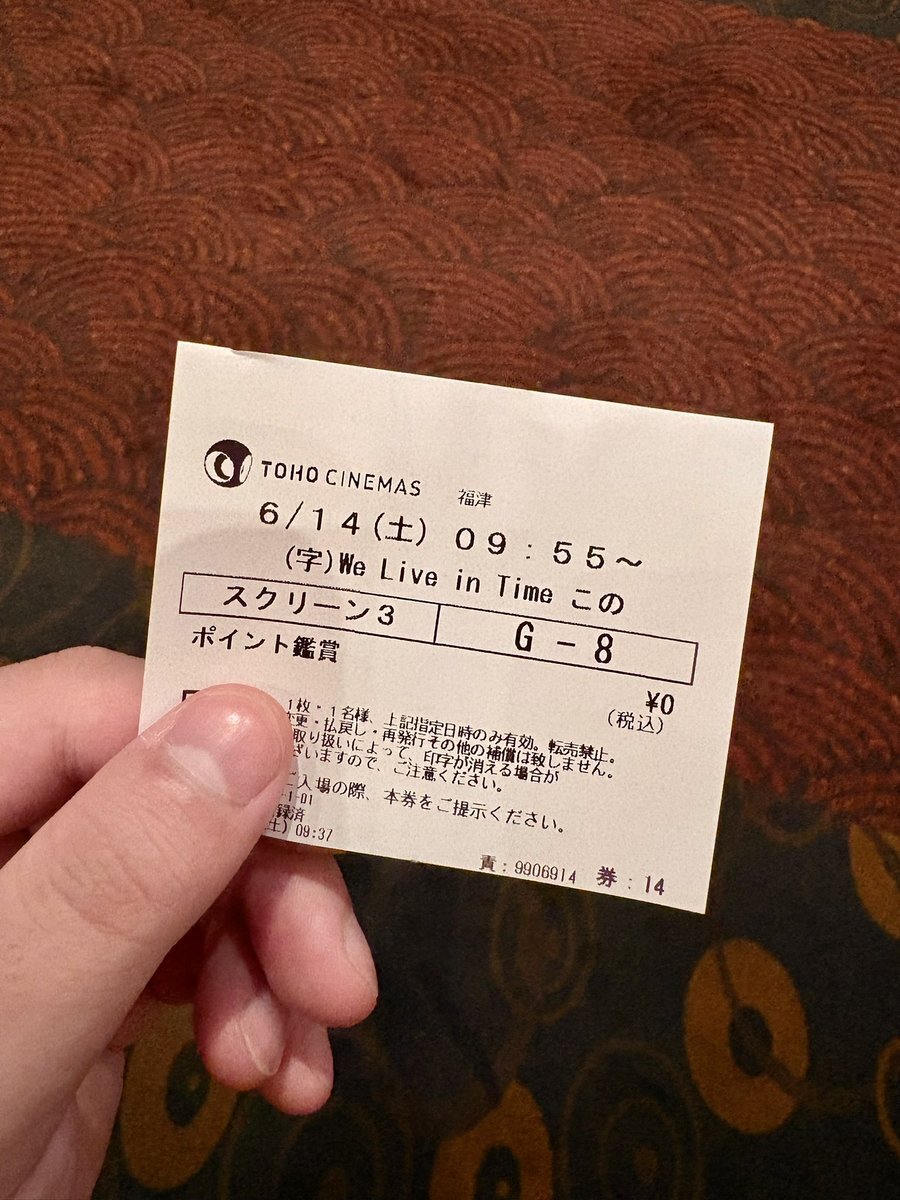 TOHO CINEMAS 福津
6/14(土) 09:55～
(字)We Live in Time この
スクリーン3 G-8
ポイント鑑賞
¥0
(税込)
1枚・1名様、上記指定日時のみ有効。転売禁止。
変更・払戻し・再発行その他の補償は致しません。
取り扱いによって、印字が消える場合が
ざいますので、ご注意ください。
ご入場の際、本券をご提示ください。
-1-01
録済
土) 09:37
責:9906914 券:14